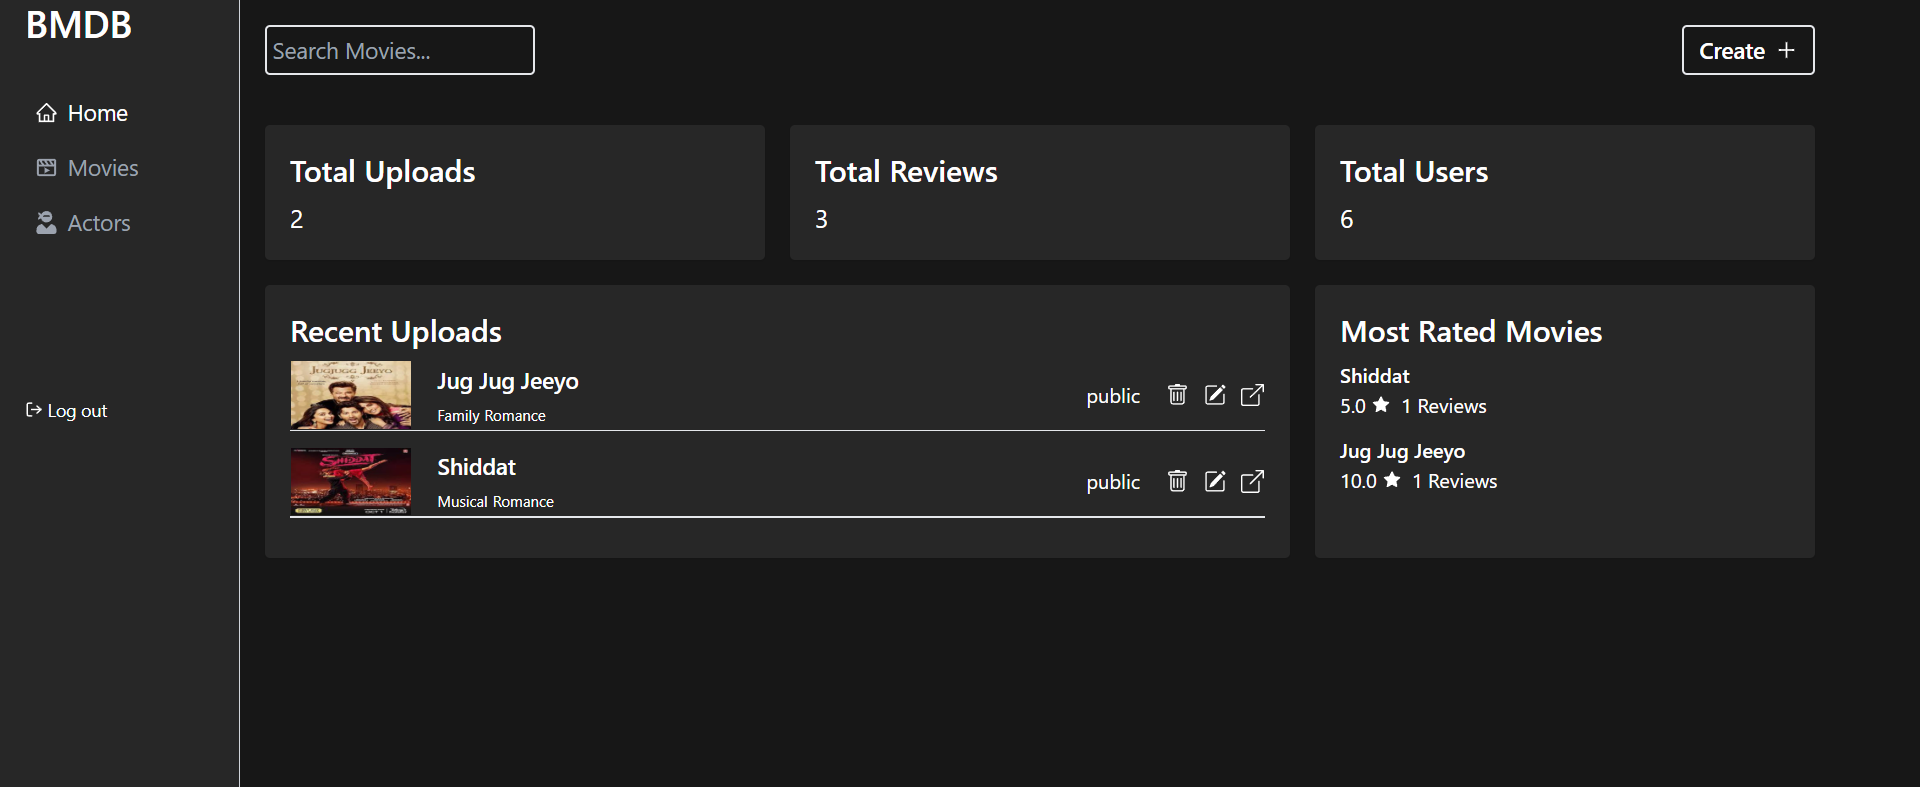 BMDB
Home
Movies
Actors
Log out
Search Movies...
Create +
Total Uploads
2
Total Reviews
3
Total Users
6
Recent Uploads
JUGJUGG JEEYO
Jug Jug Jeeyo
Family Romance
public
SHIDDAT
Shiddat
Musical Romance
public
Most Rated Movies
Shiddat
5.0 ★ 1 Reviews
Jug Jug Jeeyo
10.0 ★ 1 Reviews